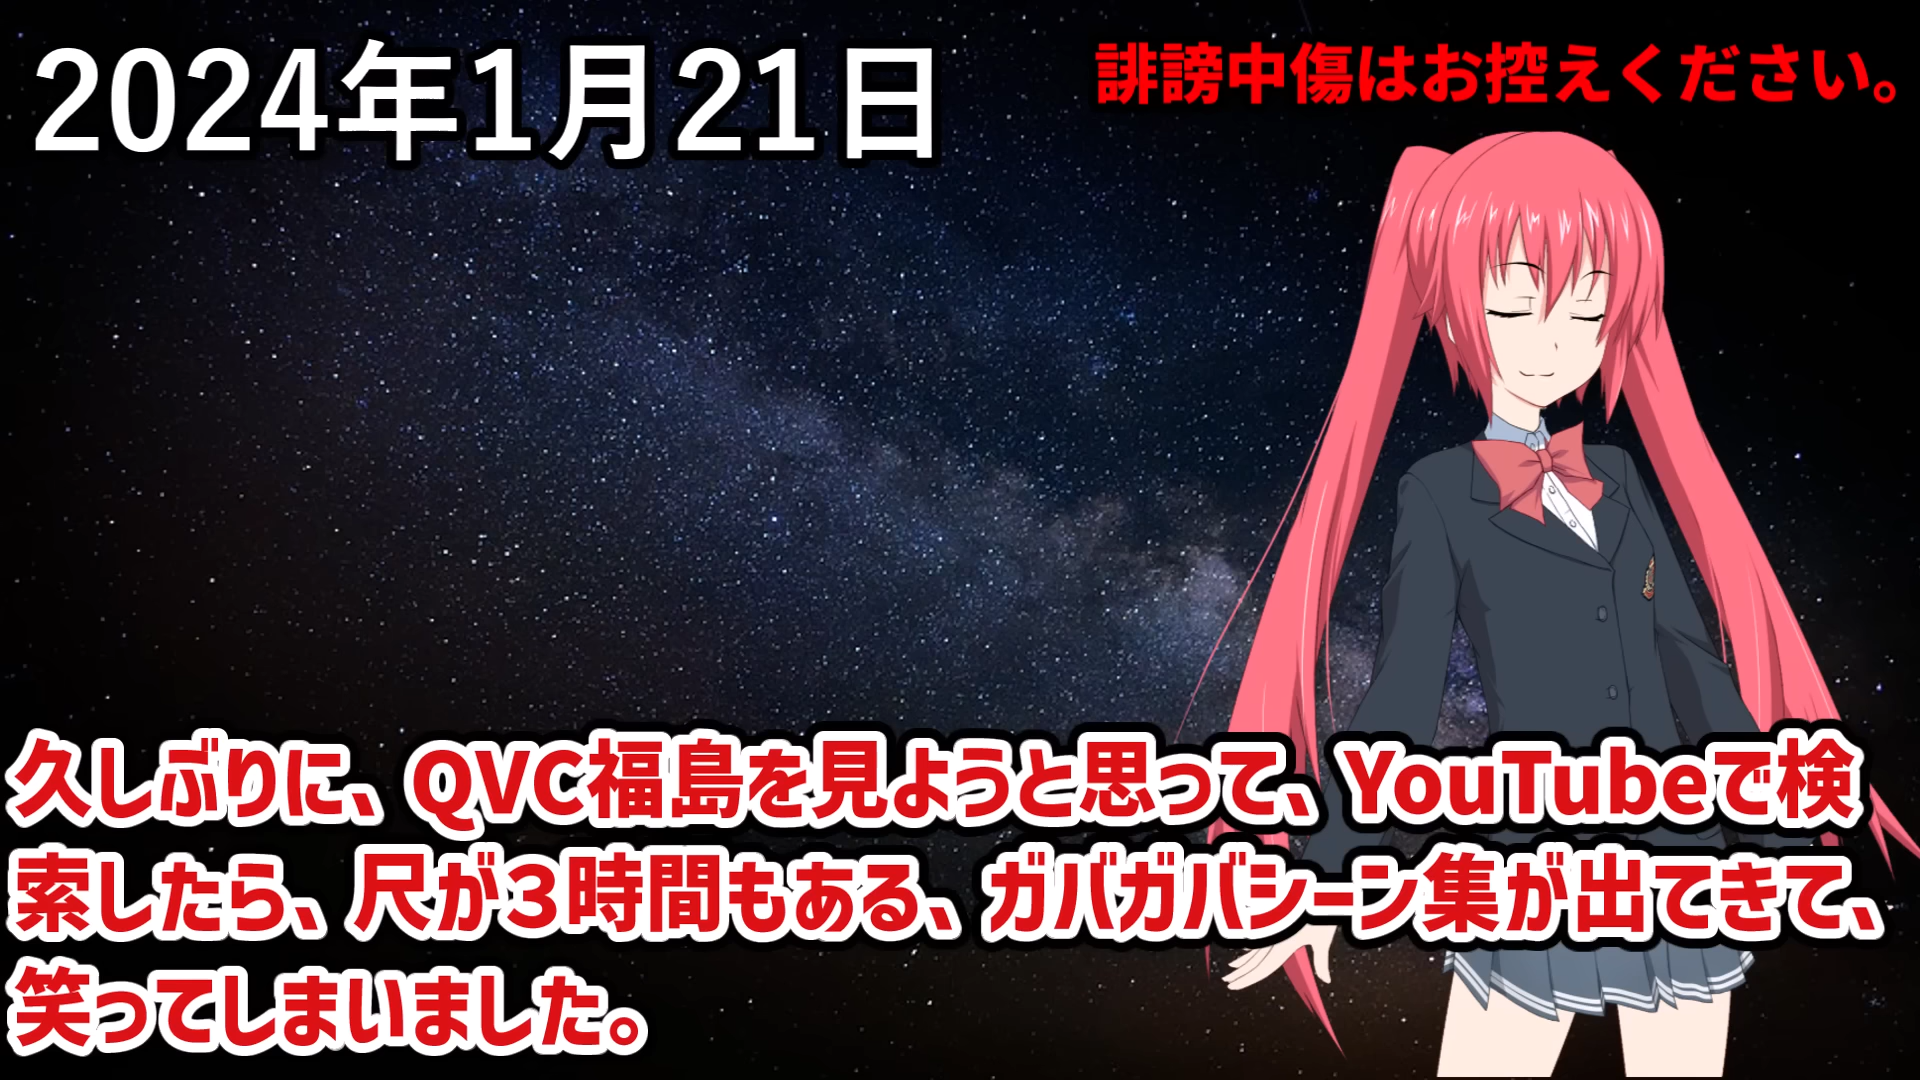 2024年1月21日
誹謗中傷はお控えください。
久しぶりに、QVC福島を見ようと思って、YouTubeで検
索したら、尺が３時間もある、ガバガバシーン集が出てきて、
笑ってしまいました。